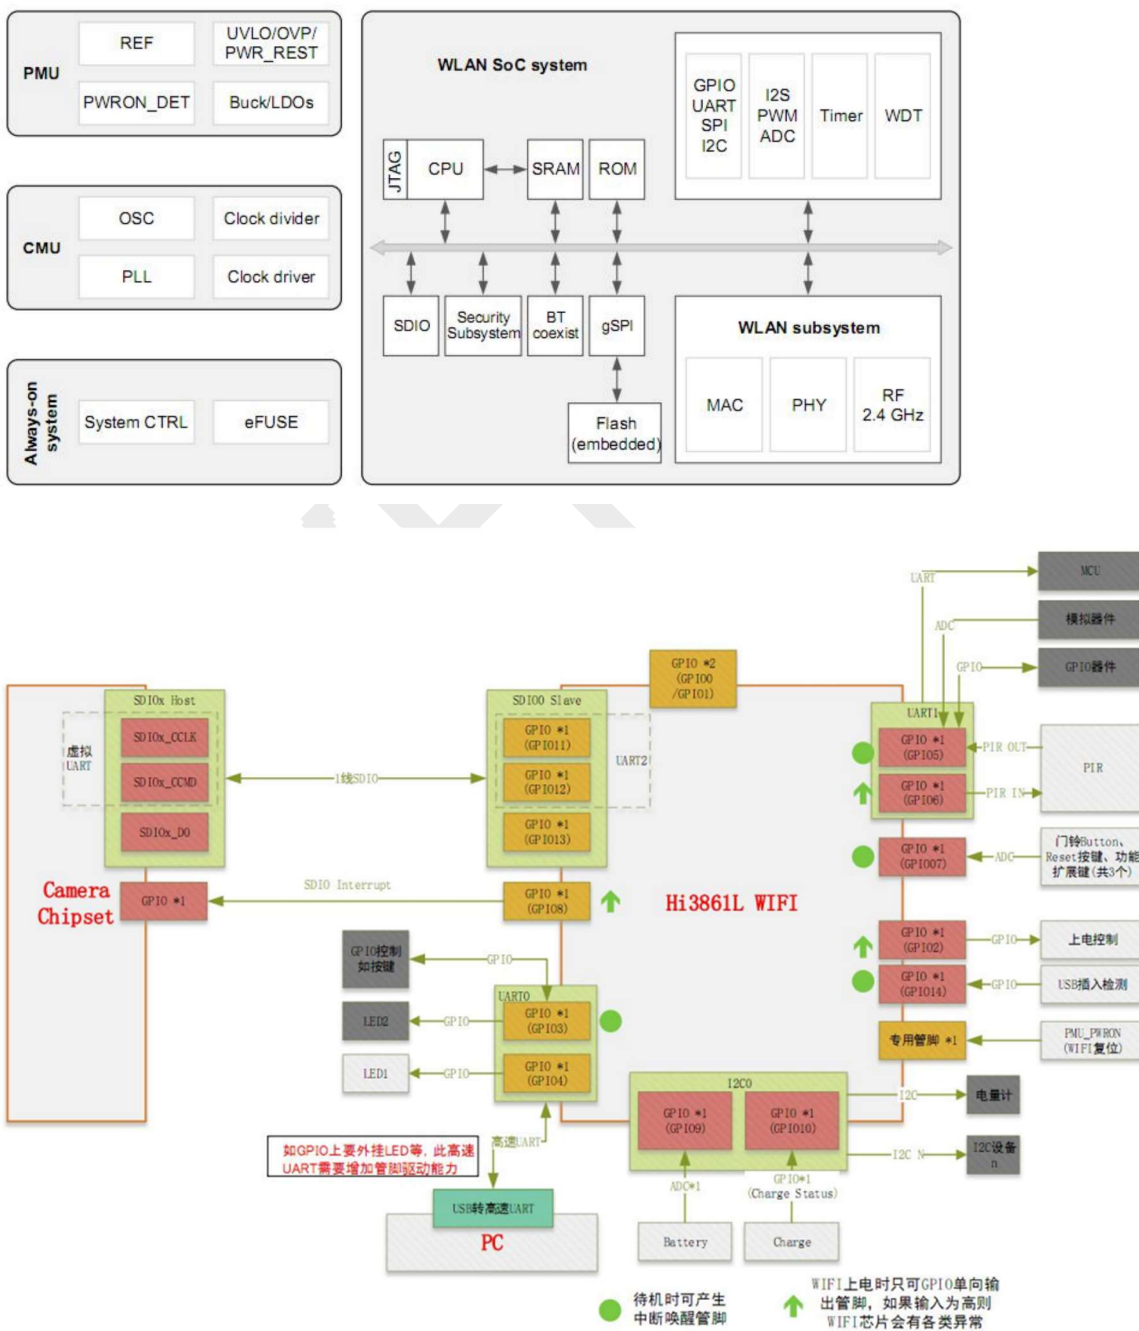 PMU
REF
UVLO/OVP/
PWR_REST
PWRON_DET
Buck/LDOs
CMU
OSC
Clock divider
PLL
Clock driver
Always-on
system
System CTRL
eFUSE
WLAN SoC system
GPIO
UART
SPI
I2C
I2S
PWM
ADC
Timer
WDT
JTAG
CPU
SRAM
ROM
SDIO
Security
Subsystem
BT
coexist
gSPI
Flash
(embedded)
WLAN subsystem
MAC
PHY
RF
2.4 GHz
UART
MCU
ADC
模拟器件
GPIO
GPIO器件
GPIO *2
(GPIO0
/GPIO1)
SDIOx Host
虚拟
UART
SDIOx_CCLK
SDIOx_CCMD
SDIOx_D0
1线SDIO
SDIO0 Slave
GPIO *1
(GPIO11)
GPIO *1
(GPIO12)
GPIO *1
(GPIO13)
UART2
UART1
GPIO *1
(GPIO5)
GPIO *1
(GPIO6)
PIR OUT
PIR IN
PIR
GPIO *1
(GPIO07)
ADC
门铃Button、
Reset按键、功能
扩展键(共3个)
Camera
Chipset
GPIO *1
SDIO Interrupt
GPIO *1
(GPIO8)
Hi3861L WIFI
GPIO *1
(GPIO2)
GPIO
上电控制
GPIO *1
(GPIO14)
GPIO
USB插入检测
专用管脚 *1
PMU_PWRON
(WIFI复位)
GPIO控制
如按键
GPIO
UART0
LED2
GPIO
GPIO *1
(GPIO3)
LED1
GPIO
GPIO *1
(GPIO4)
I2C0
GPIO *1
(GPIO9)
GPIO *1
(GPIO10)
I2C
电量计
I2C N
I2C设备
n
如GPIO上要外挂LED等，此高速
UART需要增加管脚驱动能力
高速UART
USB转高速UART
PC
ADC*1
GPIO*1
(Charge Status)
Battery
Charge
待机时可产生
中断唤醒管脚
WIFI上电时只可GPIO单向输
出管脚，如果输入为高则
WIFI芯片会有各类异常